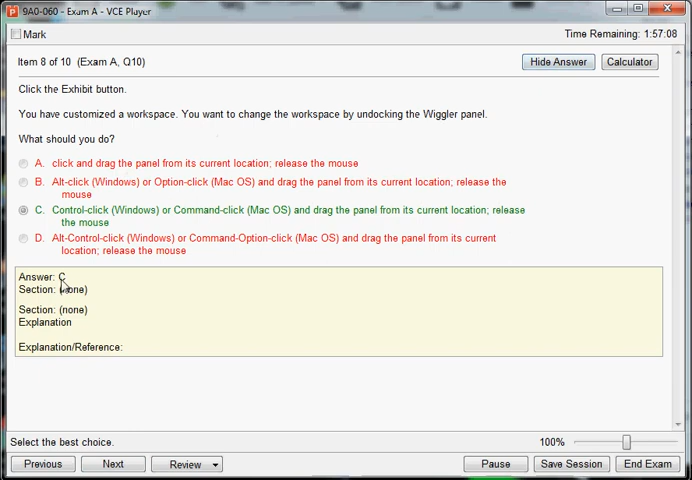 9A0-060 - Exam A - VCE Player
Mark
Time Remaining: 1:57:08
Item 8 of 10 (Exam A, Q10)
Hide Answer
Calculator
Click the Exhibit button.
You have customized a workspace. You want to change the workspace by undocking the Wiggler panel.
What should you do?
A. click and drag the panel from its current location; release the mouse
B. Alt-click (Windows) or Option-click (Mac OS) and drag the panel from its current location; release the
mouse
C. Control-click (Windows) or Command-click (Mac OS) and drag the panel from its current location; release
the mouse
D. Alt-Control-click (Windows) or Command-Option-click (Mac OS) and drag the panel from its current
location; release the mouse
Answer: C
Section: (none)
Section: (none)
Explanation
Explanation/Reference:
Select the best choice.
100%
Previous
Next
Review
Pause
Save Session
End Exam